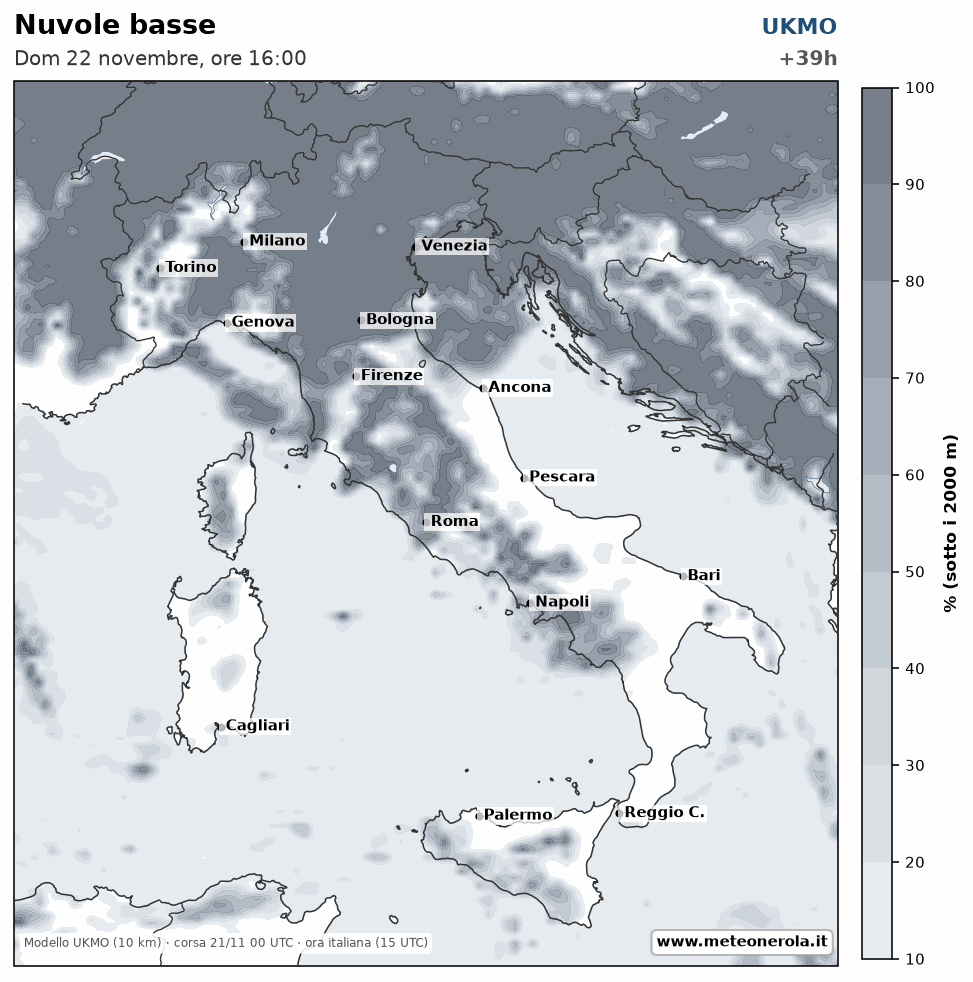 Nuvole basse
UKMO
Dom 22 novembre, ore 16:00
+39h
100
90
80
70
60
50
40
30
20
10
% (sotto i 2000 m)
Milano
Venezia
Torino
Genova
Bologna
Firenze
Ancona
Pescara
Roma
Bari
Napoli
Cagliari
Palermo
Reggio C.
Modello UKMO (10 km) · corsa 21/11 00 UTC · ora italiana (15 UTC)
www.meteonerola.it